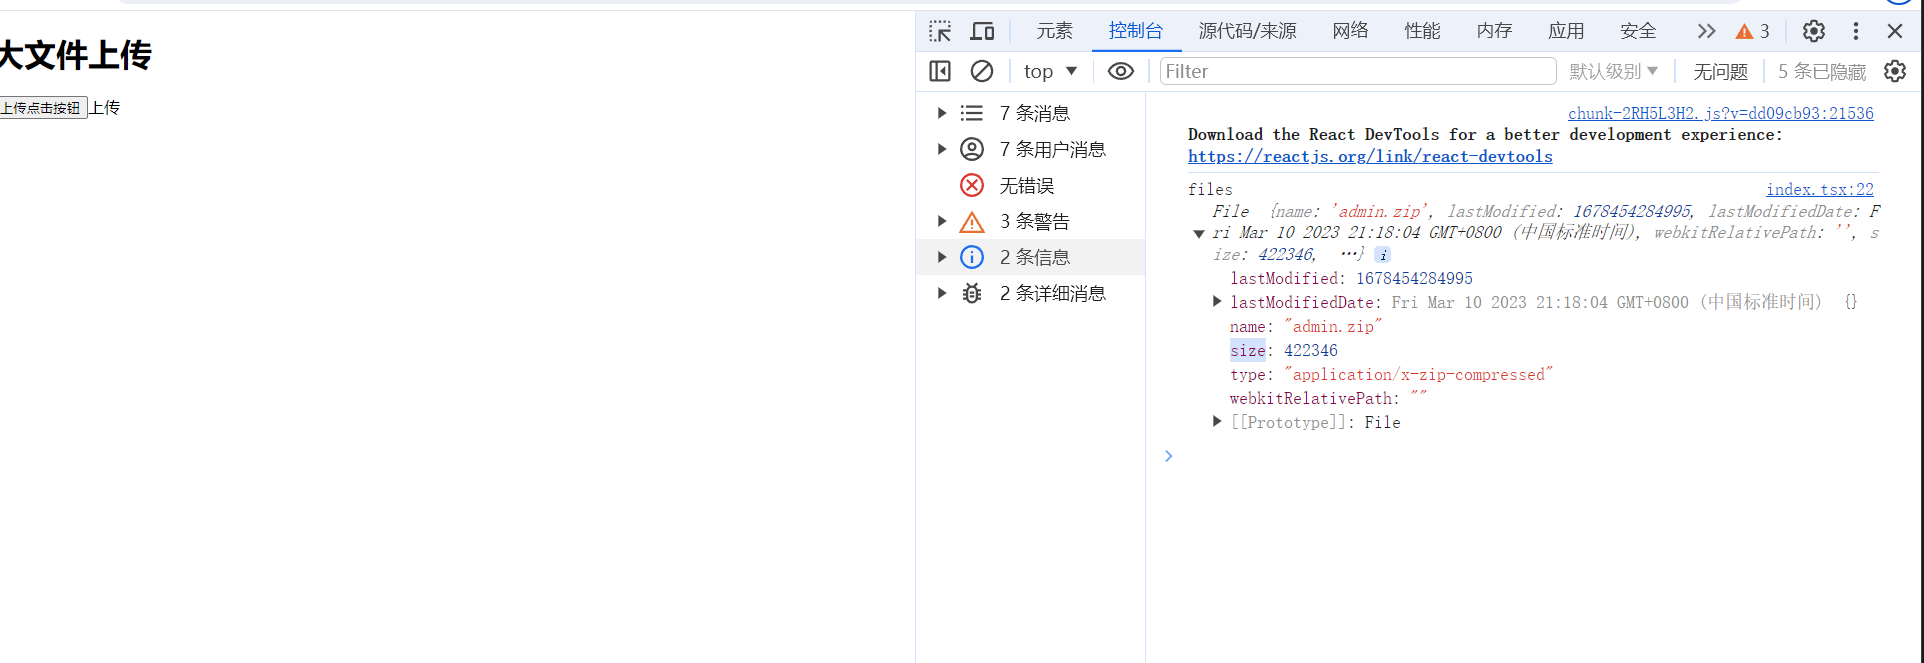 大文件上传
上传点击按钮 上传
元素 控制台 源代码/来源 网络 性能 内存 应用 安全 3
top Filter 默认级别 无问题 5 条已隐藏
7 条消息
7 条用户消息
无错误
3 条警告
2 条信息
2 条详细消息
chunk-2RH5L3H2.js?v=dd09cb93:21536
Download the React DevTools for a better development experience:
https://reactjs.org/link/react-devtools
files index.tsx:22
File {name: 'admin.zip', lastModified: 1678454284995, lastModifiedDate: F
ri Mar 10 2023 21:18:04 GMT+0800 (中国标准时间), webkitRelativePath: '', s
ize: 422346, …}
lastModified: 1678454284995
lastModifiedDate: Fri Mar 10 2023 21:18:04 GMT+0800 (中国标准时间) {}
name: "admin.zip"
size: 422346
type: "application/x-zip-compressed"
webkitRelativePath: ""
[[Prototype]]: File